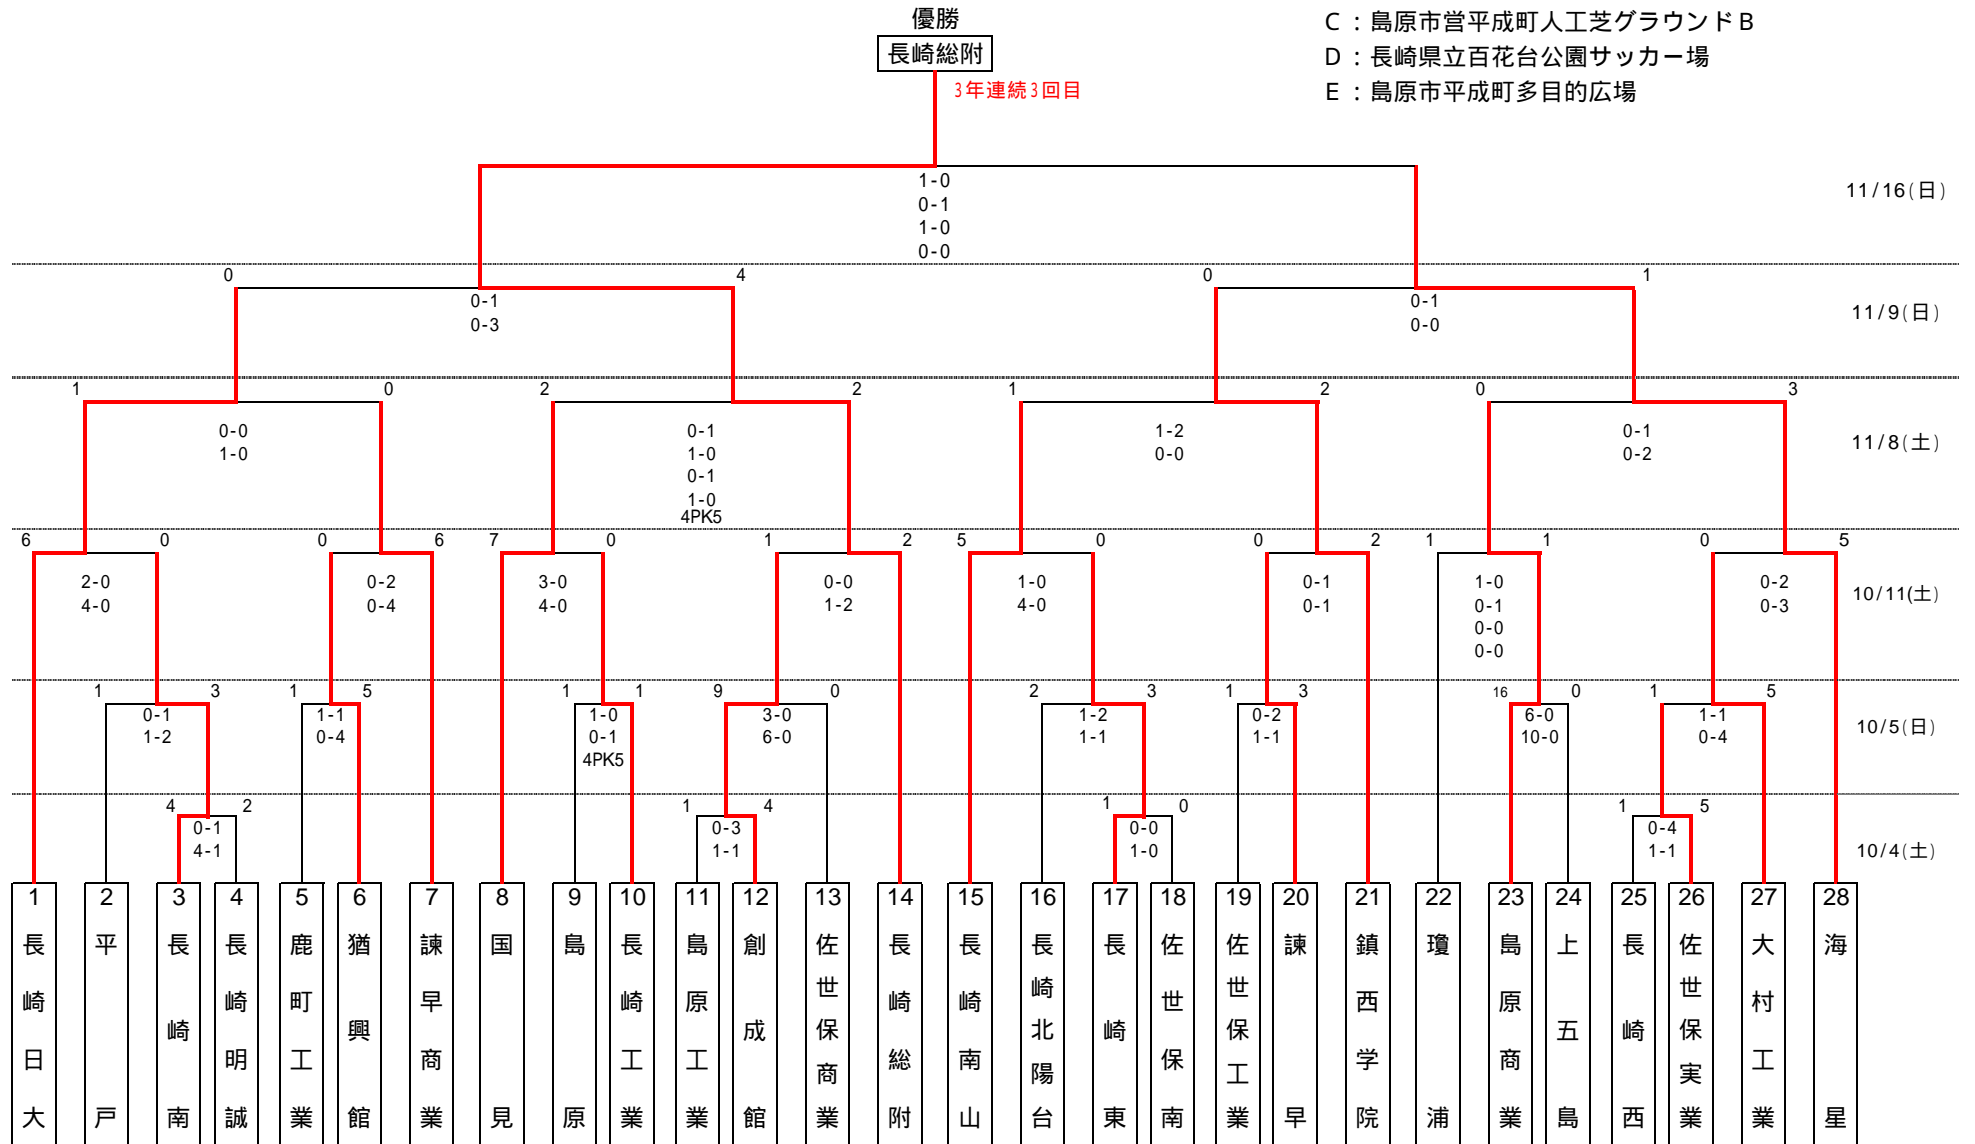 優勝
長崎総附
3年連続3回目
C：島原市営平成町人工芝グラウンドB
D：長崎県立百花台公園サッカー場
E：島原市平成町多目的広場
1-0
0-1
1-0
0-0
11/16(日)
0 4 0 1
0-1 0-1
0-3 0-0
11/9(日)
1 0 2 2 1 2 0 3
0-0 0-1 1-2 0-1
1-0 1-0 0-0 0-2
0-1
1-0
4PK5
11/8(土)
6 0 0 6 7 0 1 2 5 0 0 2 1 1 0 5
2-0 0-2 3-0 0-0 1-0 0-1 1-0 0-2
4-0 0-4 4-0 1-2 4-0 0-1 0-1 0-3
0-0
0-0
10/11(土)
1 3 1 5 1 1 9 0 2 3 1 3 16 0 1 5
0-1 1-1 1-0 3-0 1-2 0-2 6-0 1-1
1-2 0-4 0-1 6-0 1-1 1-1 10-0 0-4
4PK5
10/5(日)
4 2 1 4 1 0 1 5
0-1 0-3 0-0 0-4
4-1 1-1 1-0 1-1
10/4(土)
1 長崎日大
2 平戸
3 長崎南
4 長崎明誠
5 鹿町工業
6 猶興館
7 諫早商業
8 国見
9 島原
10 長崎工業
11 島原工業
12 創成館
13 佐世保商業
14 長崎総附
15 長崎南山
16 長崎北陽台
17 長崎東
18 佐世保南
19 佐世保工業
20 諫早
21 鎮西学院
22 瓊浦
23 島原商業
24 上五島
25 長崎西
26 佐世保実業
27 大村工業
28 海星